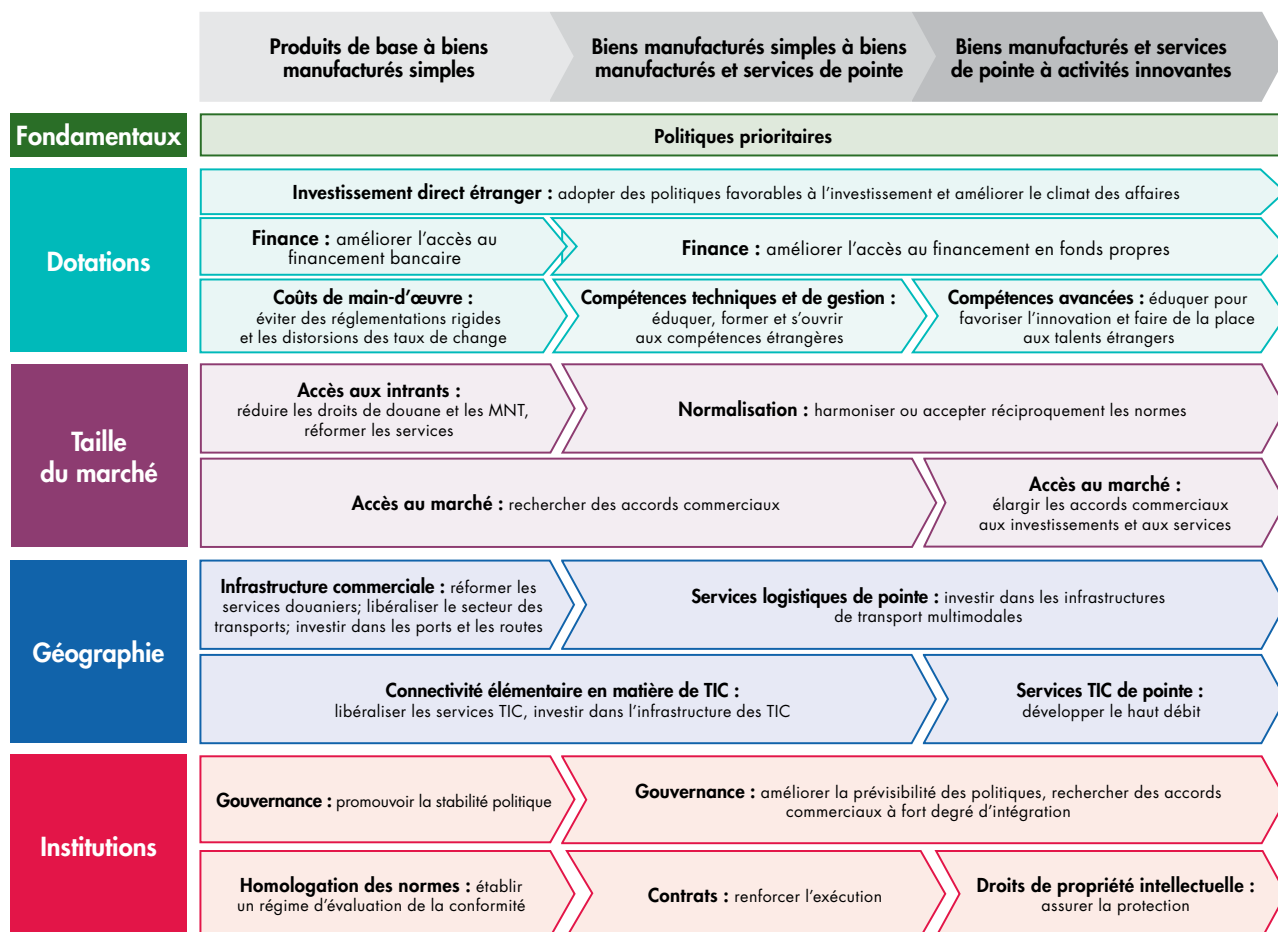 Produits de base à biens
manufacturés simples
Biens manufacturés simples à biens
manufacturés et services de pointe
Biens manufacturés et services
de pointe à activités innovantes
Fondamentaux
Politiques prioritaires
Dotations
Investissement direct étranger : adopter des politiques favorables à l’investissement et améliorer le climat des affaires
Finance : améliorer l’accès au
financement bancaire
Finance : améliorer l’accès au financement en fonds propres
Coûts de main-d’œuvre :
éviter des réglementations rigides
et les distorsions des taux de change
Compétences techniques et de gestion :
éduquer, former et s’ouvrir
aux compétences étrangères
Compétences avancées : éduquer pour
favoriser l’innovation et faire de la place
aux talents étrangers
Taille
du marché
Accès aux intrants :
réduire les droits de douane et les MNT,
réformer les services
Normalisation : harmoniser ou accepter réciproquement les normes
Accès au marché : rechercher des accords commerciaux
Accès au marché :
élargir les accords commerciaux
aux investissements et aux services
Géographie
Infrastructure commerciale : réformer les
services douaniers; libéraliser le secteur des
transports; investir dans les ports et les routes
Services logistiques de pointe : investir dans les infrastructures
de transport multimodales
Connectivité élémentaire en matière de TIC :
libéraliser les services TIC, investir dans l’infrastructure des TIC
Services TIC de pointe :
développer le haut débit
Institutions
Gouvernance : promouvoir la stabilité politique
Gouvernance : améliorer la prévisibilité des politiques, rechercher des accords
commerciaux à fort degré d’intégration
Homologation des normes : établir
un régime d’évaluation de la conformité
Contrats : renforcer l’exécution
Droits de propriété intellectuelle :
assurer la protection